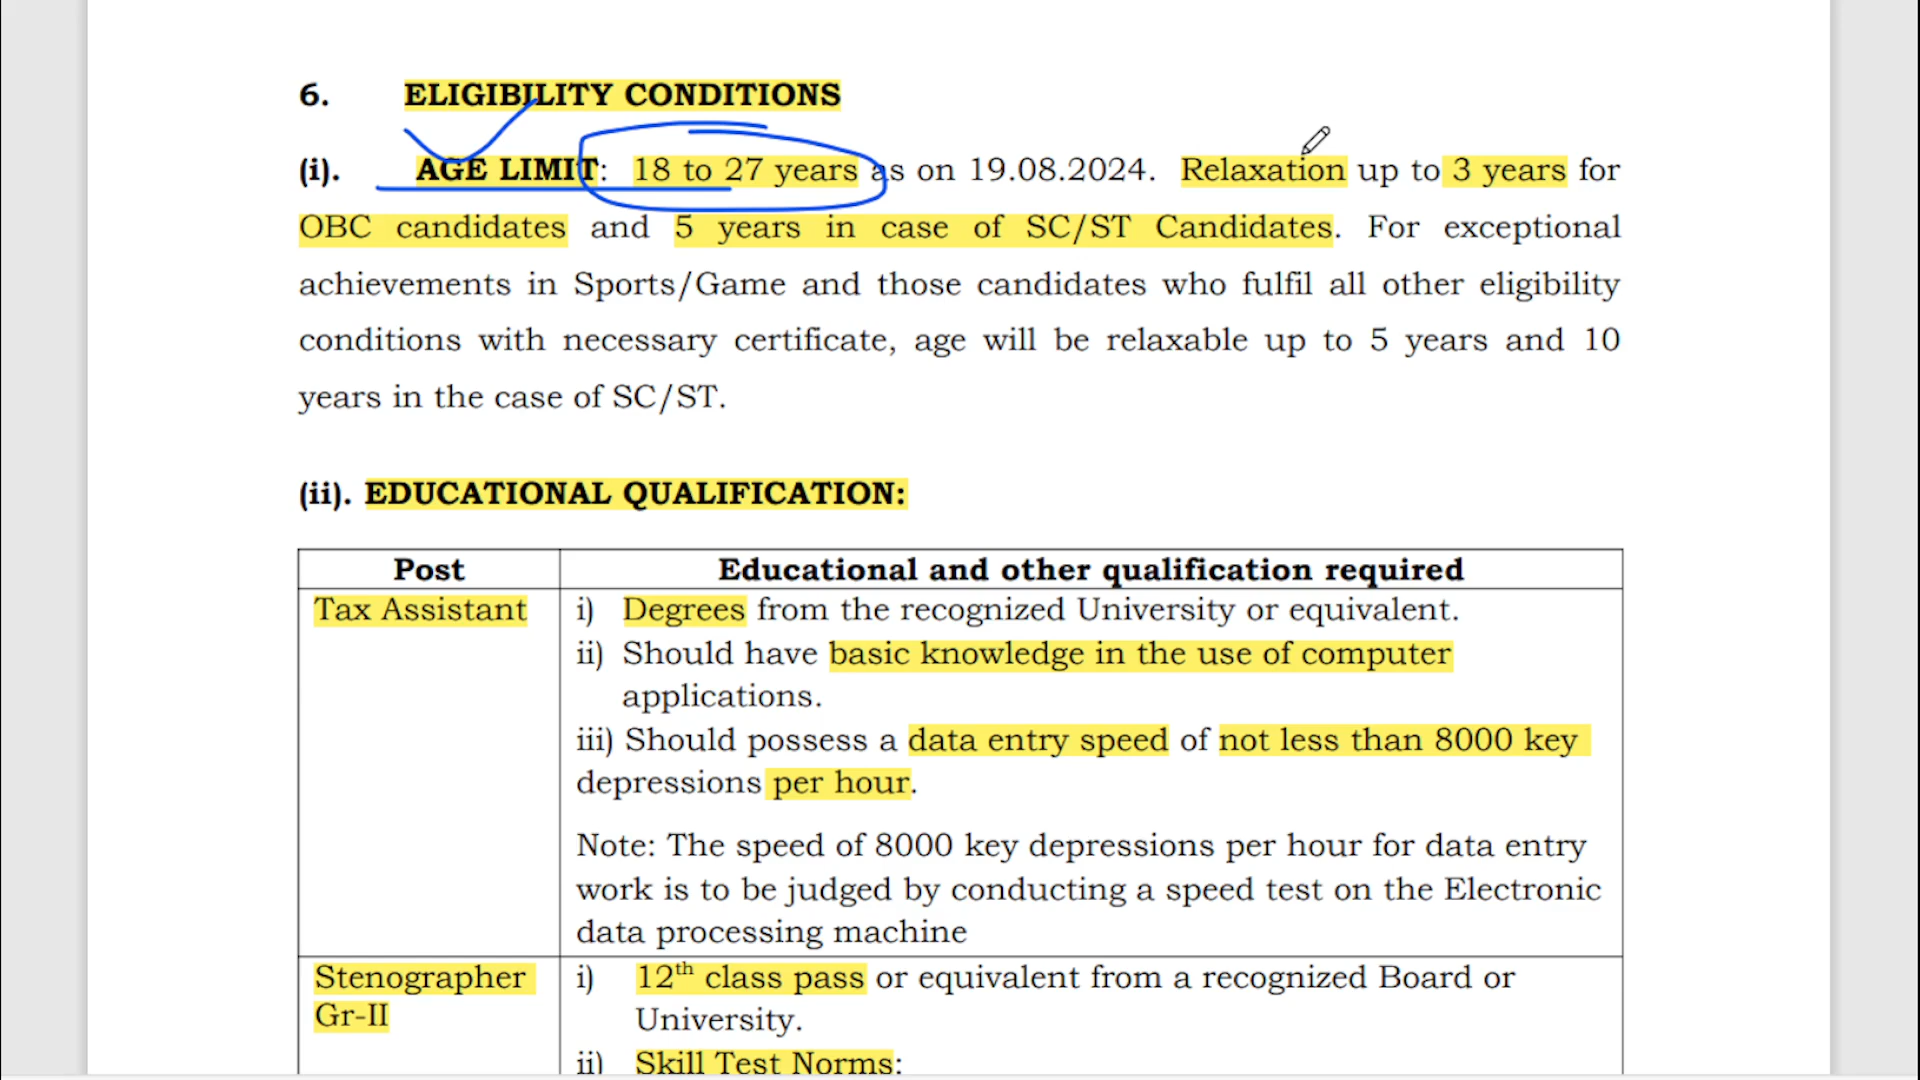 6. ELIGIBILITY CONDITIONS
(i). AGE LIMIT: 18 to 27 years as on 19.08.2024. Relaxation up to 3 years for
OBC candidates and 5 years in case of SC/ST Candidates. For exceptional
achievements in Sports/Game and those candidates who fulfil all other eligibility
conditions with necessary certificate, age will be relaxable up to 5 years and 10
years in the case of SC/ST.
(ii). EDUCATIONAL QUALIFICATION:
Post Educational and other qualification required
Tax Assistant i) Degrees from the recognized University or equivalent.
ii) Should have basic knowledge in the use of computer
applications.
iii) Should possess a data entry speed of not less than 8000 key
depressions per hour.
Note: The speed of 8000 key depressions per hour for data entry
work is to be judged by conducting a speed test on the Electronic
data processing machine
Stenographer i) 12th class pass or equivalent from a recognized Board or
Gr-II University.
ii) Skill Test Norms: